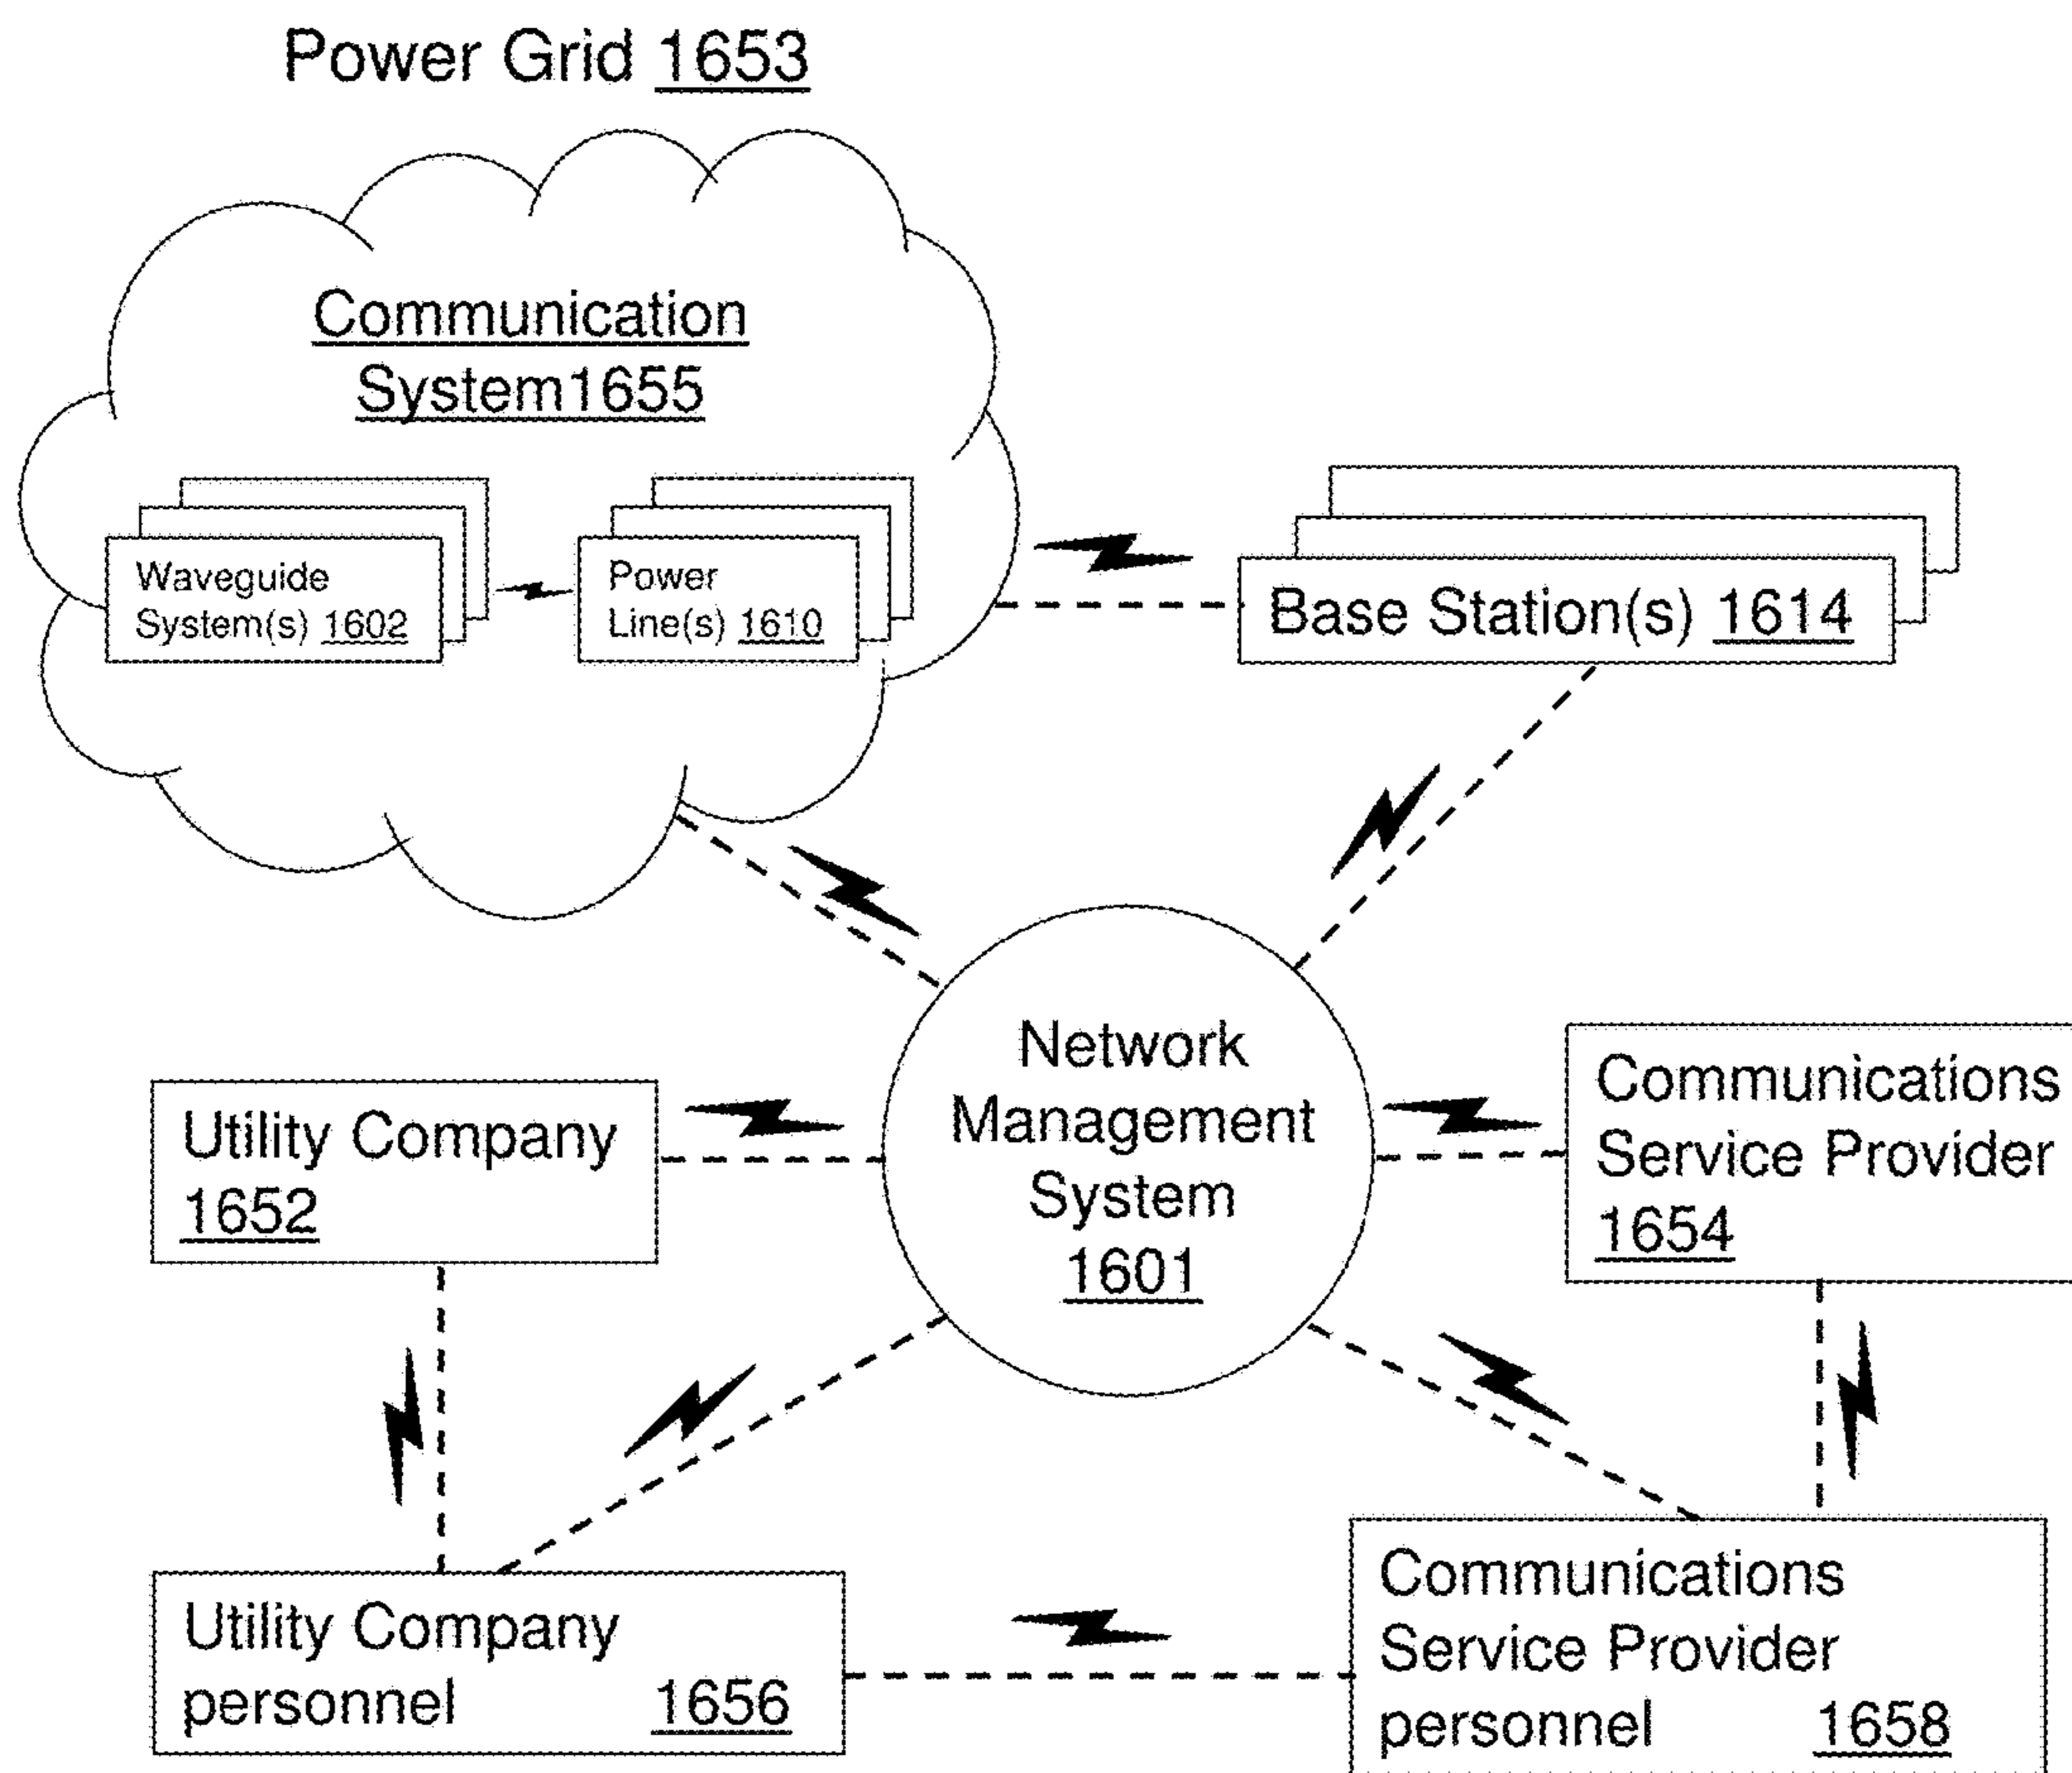 Power Grid 1653
Communication
System1655
Waveguide
System(s) 1602
Power
Line(s) 1610
Base Station(s) 1614
Network
Management
System
1601
Utility Company
1652
Communications
Service Provider
1654
Utility Company
personnel 1656
Communications
Service Provider
personnel 1658